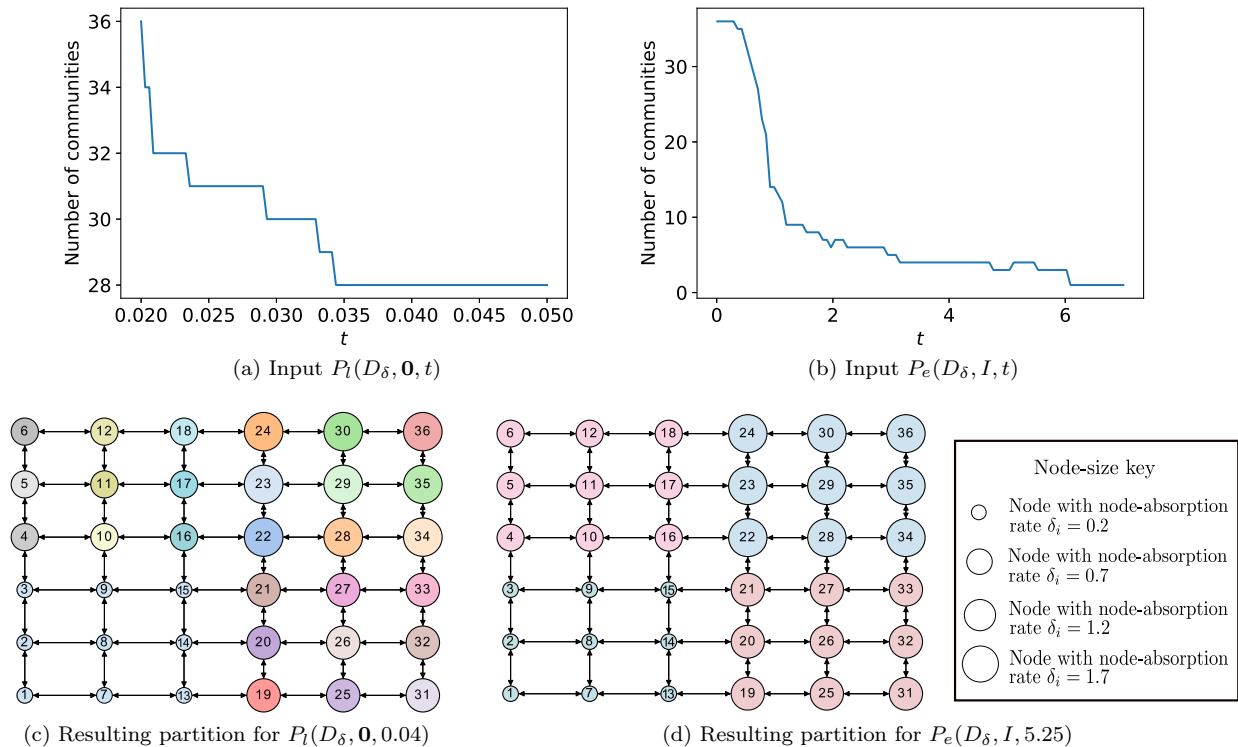 36
34
32
30
28
Number of communities
0.020 0.025 0.030 0.035 0.040 0.045 0.050
t
(a) Input P_l(D_δ, 𝟎, t)
30
20
10
0
Number of communities
0 2 4 6
t
(b) Input P_e(D_δ, I, t)
6 12 18 24 30 36
5 11 17 23 29 35
4 10 16 22 28 34
3 9 15 21 27 33
2 8 14 20 26 32
1 7 13 19 25 31
(c) Resulting partition for P_l(D_δ, 𝟎, 0.04)
6 12 18 24 30 36
5 11 17 23 29 35
4 10 16 22 28 34
3 9 15 21 27 33
2 8 14 20 26 32
1 7 13 19 25 31
(d) Resulting partition for P_e(D_δ, I, 5.25)
Node-size key
Node with node-absorption
rate δ_i = 0.2
Node with node-absorption
rate δ_i = 0.7
Node with node-absorption
rate δ_i = 1.2
Node with node-absorption
rate δ_i = 1.7